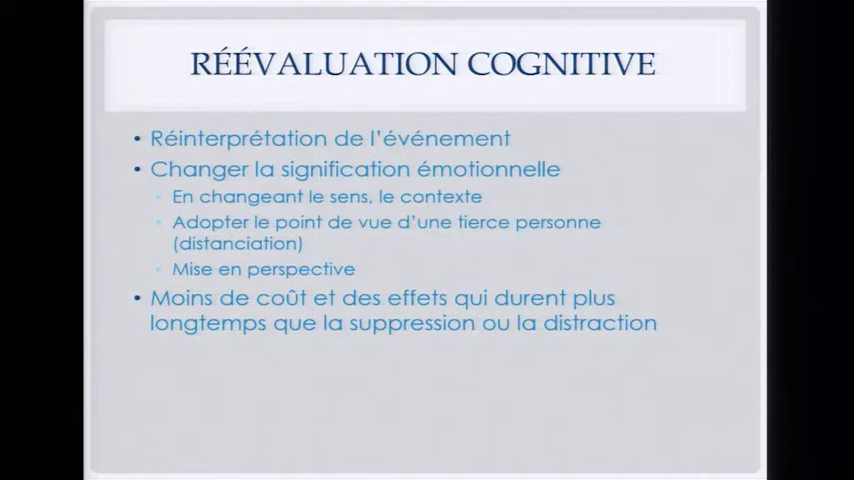 RÉÉVALUATION COGNITIVE
• Réinterprétation de l'événement
• Changer la signification émotionnelle
• En changeant le sens, le contexte
• Adopter le point de vue d'une tierce personne
(distanciation)
• Mise en perspective
• Moins de coût et des effets qui durent plus
longtemps que la suppression ou la distraction